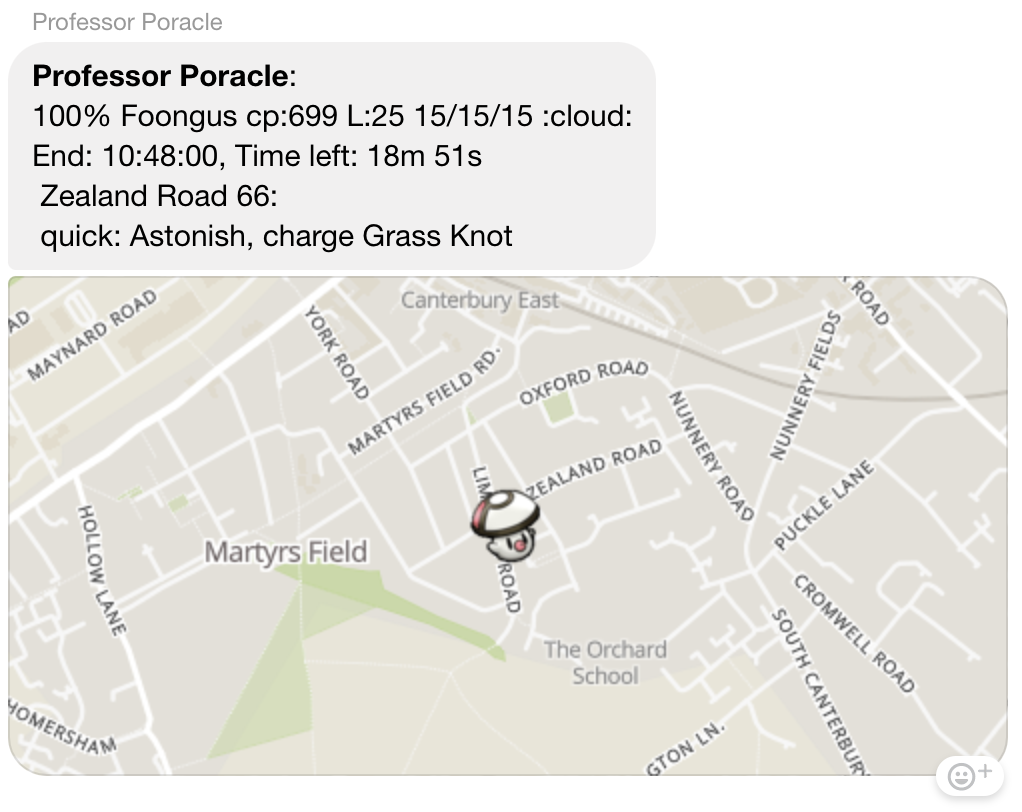 Professor Poracle
Professor Poracle:
100% Foongus cp:699 L:25 15/15/15 :cloud:
End: 10:48:00, Time left: 18m 51s
Zealand Road 66:
quick: Astonish, charge Grass Knot
Canterbury East
AD
MAYNARD ROAD
YORK ROAD
ROAD
MARTYRS FIELD RD.
OXFORD ROAD
NUNNERY FIELDS
NUNNERY ROAD
ZEALAND ROAD
LIM
ROAD
PUCKLE LANE
HOLLOW LANE
Martyrs Field
CROMWELL ROAD
The Orchard
School
SOUTH CANTERBURY
HOMERSHAM
GTON LN.